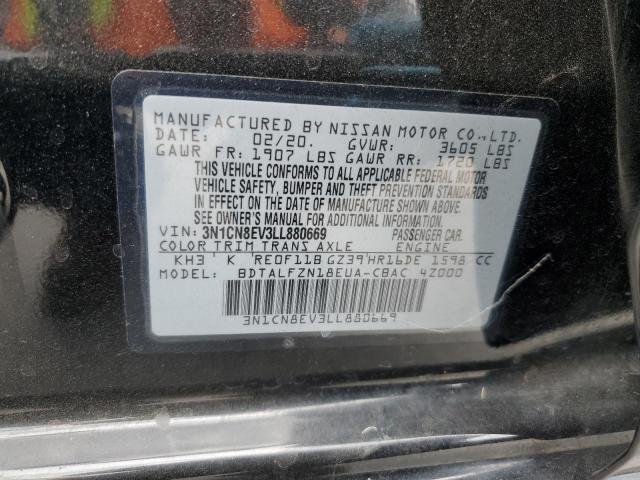 MANUFACTURED BY NISSAN MOTOR CO.,LTD.
DATE: 02/20. GVWR: 3605 LBS
GAWR FR: 1907 LBS GAWR RR: 1720 LBS
THIS VEHICLE CONFORMS TO ALL APPLICABLE FEDERAL MOTOR
VEHICLE SAFETY, BUMPER AND THEFT PREVENTION STANDARDS
IN EFFECT ON THE DATE OF MANUFACTURE SHOWN ABOVE.
SEE OWNER'S MANUAL FOR ADDITIONAL INFORMATION.
VIN: 3N1CN8EV3LL880669 PASSENGER CAR.
COLOR TRIM TRANS AXLE ENGINE
KH3 K RE0F11B GZ39 HR16DE 1598 CC
MODEL: BDTALFZN18EUA-CBAC 4Z000
3N1CN8EV3LL880669